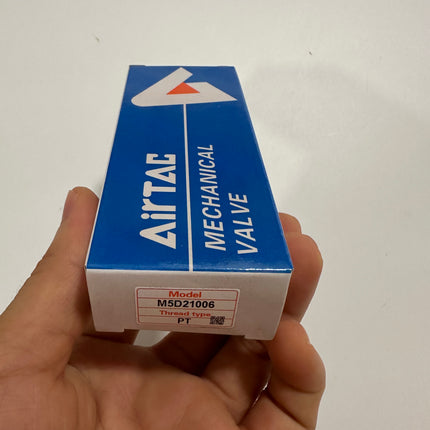 AirTAC
MECHANICAL
VALVE
Model
M5D21006
Thread type
PT